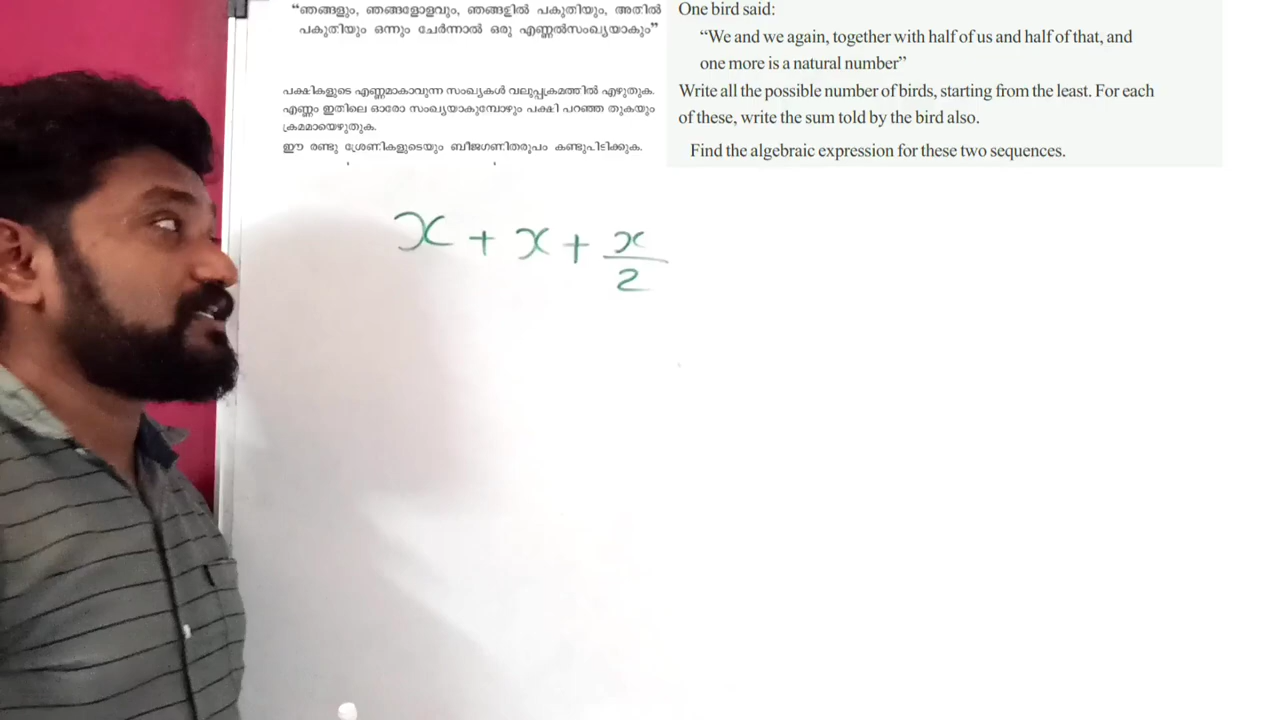 “ഞങ്ങളും, ഞങ്ങളോളവും, ഞങ്ങളിൽ പകുതിയും, അതിൽ
പകുതിയും ഒന്നും ചേർന്നാൽ ഒരു എണ്ണൽസംഖ്യയാകും”
പക്ഷികളുടെ എണ്ണമാകാവുന്ന സംഖ്യകൾ വലുപ്പക്രമത്തിൽ എഴുതുക.
എണ്ണം ഇതിലെ ഓരോ സംഖ്യയാകുമ്പോഴും പക്ഷി പറഞ്ഞ തുകയും
ക്രമമായെഴുതുക.
ഈ രണ്ടു ശ്രേണികളുടെയും ബീജഗണിതരൂപം കണ്ടുപിടിക്കുക.
One bird said:
“We and we again, together with half of us and half of that, and
one more is a natural number”
Write all the possible number of birds, starting from the least. For each
of these, write the sum told by the bird also.
Find the algebraic expression for these two sequences.
x + x + x/2